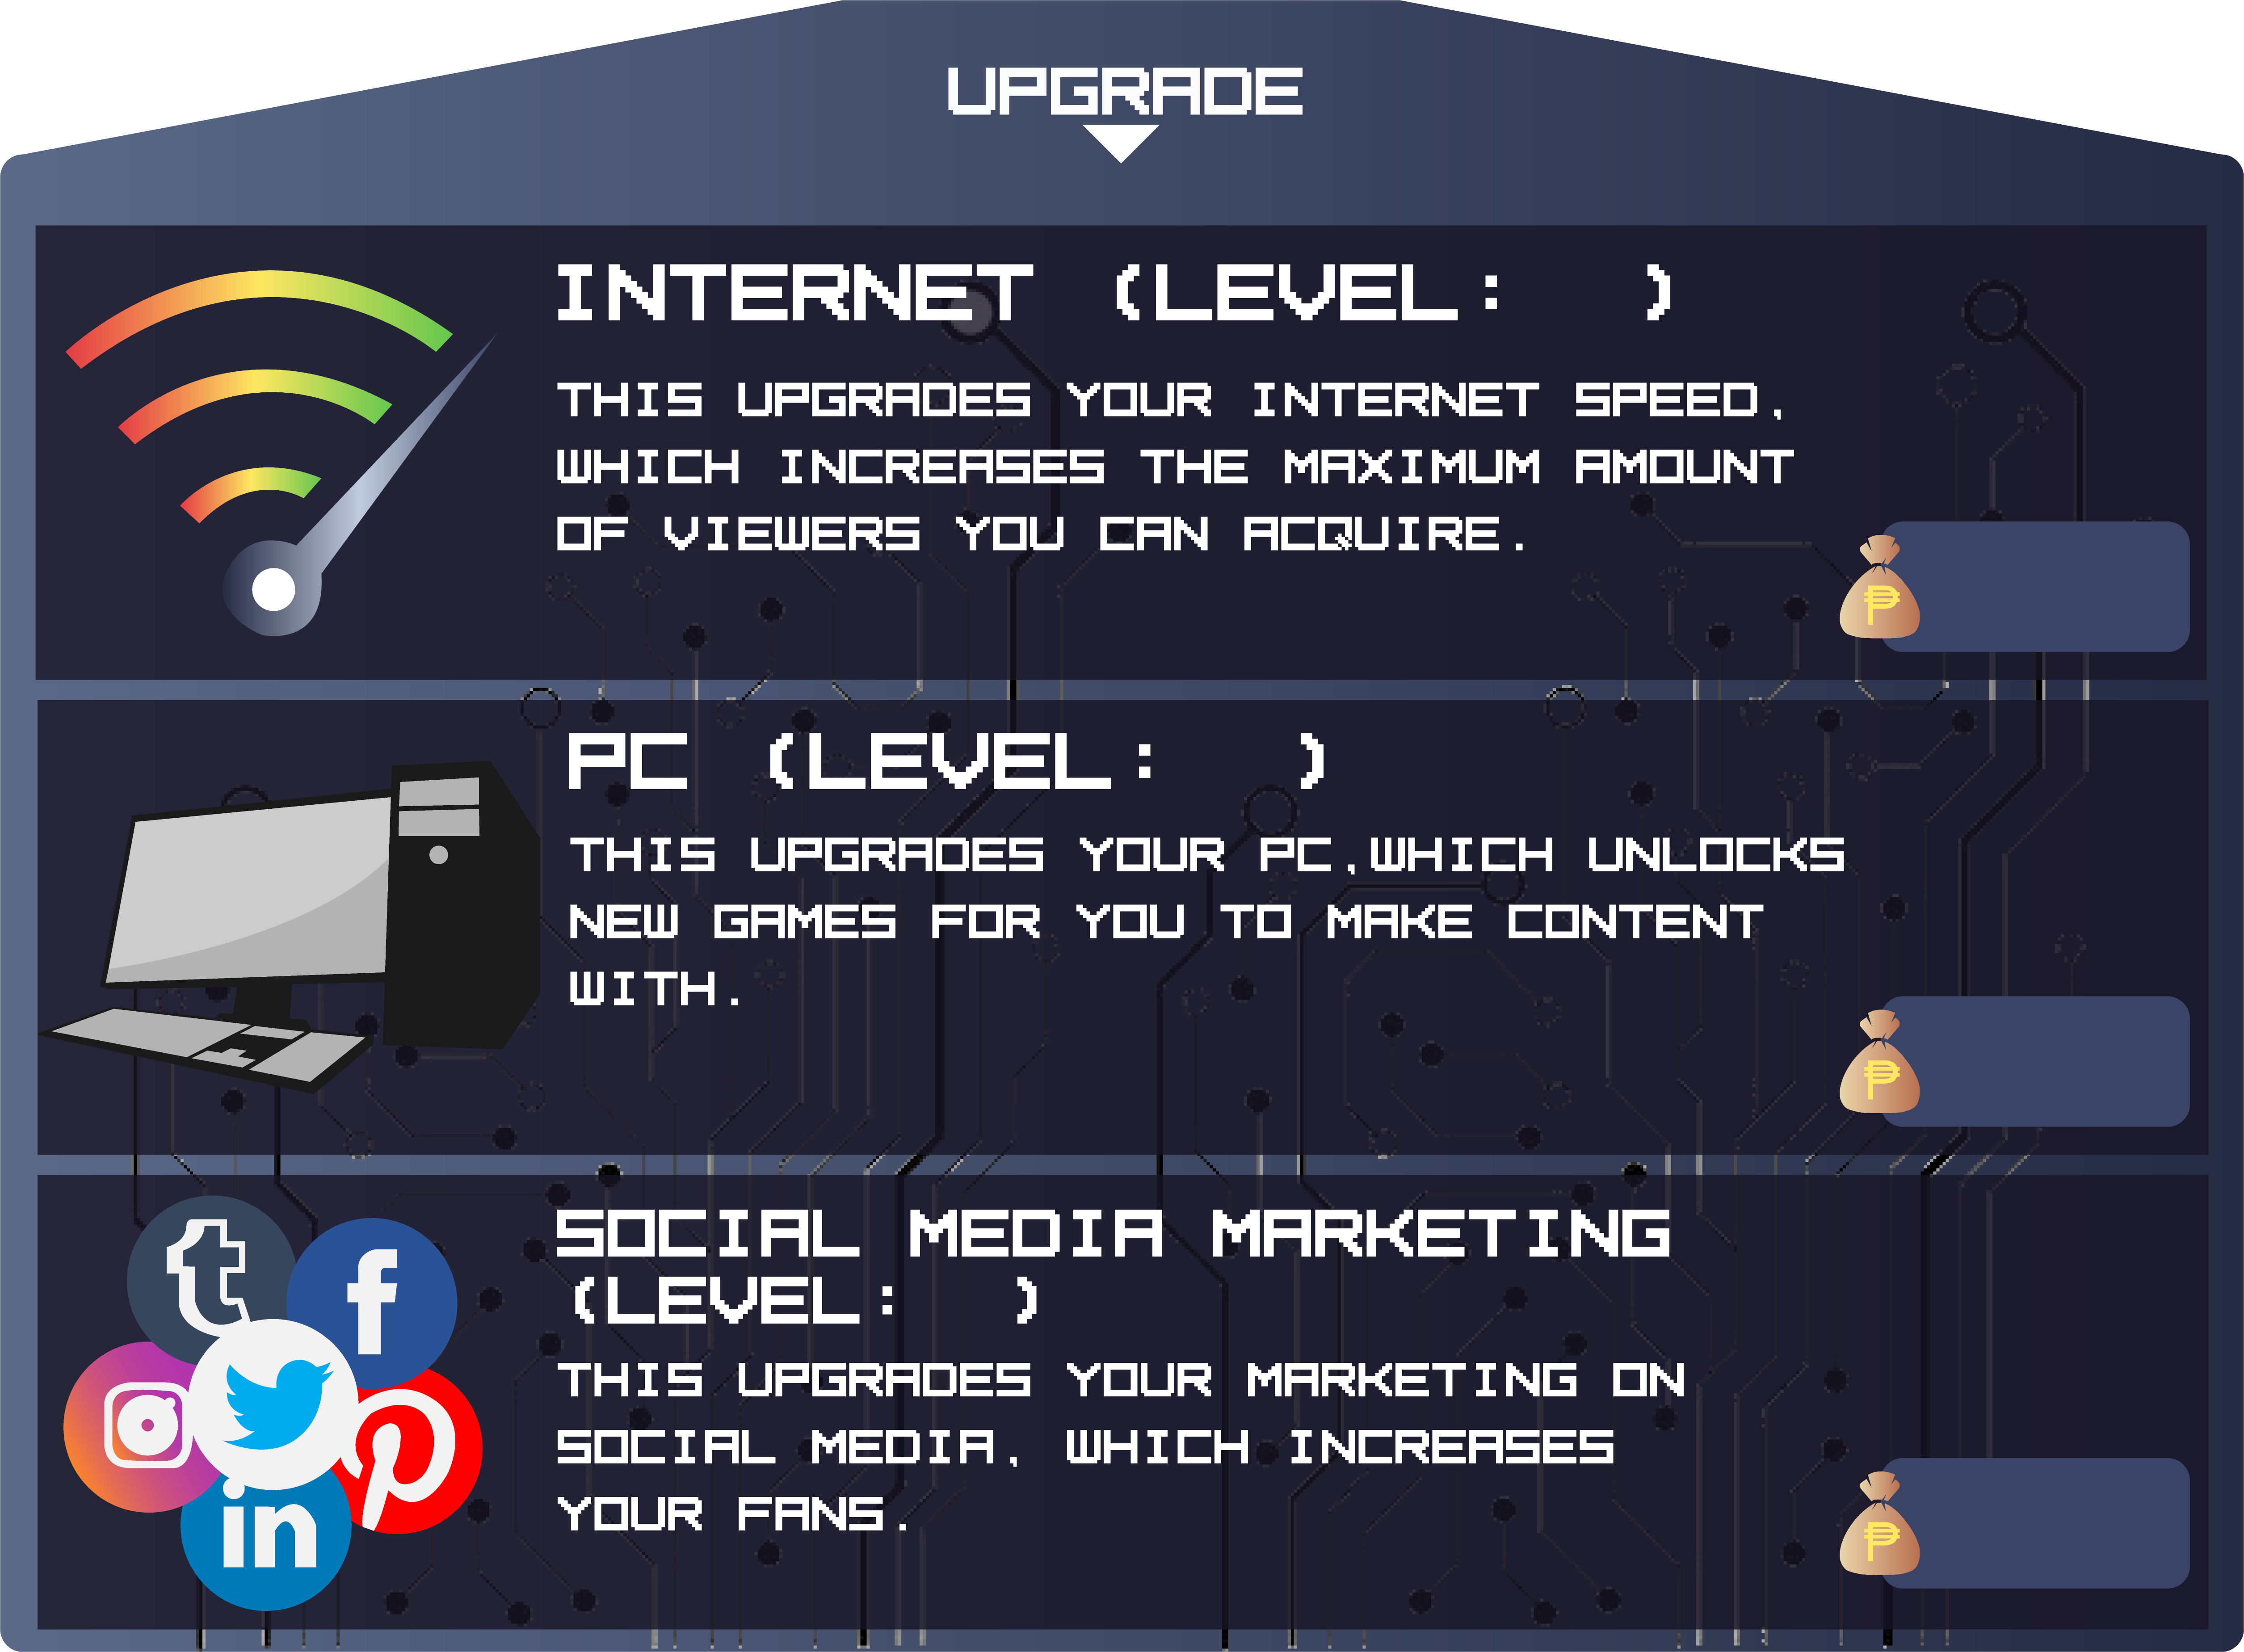 UPGRADE
INTERNET (LEVEL:   )
THIS UPGRADES YOUR INTERNET SPEED,
WHICH INCREASES THE MAXIMUM AMOUNT
OF VIEWERS YOU CAN ACQUIRE.
₱
PC (LEVEL:   )
THIS UPGRADES YOUR PC,WHICH UNLOCKS
NEW GAMES FOR YOU TO MAKE CONTENT
WITH.
₱
SOCIAL MEDIA MARKETING
(LEVEL:   )
THIS UPGRADES YOUR MARKETING ON
SOCIAL MEDIA, WHICH INCREASES
YOUR FANS.
t
f
in
₱